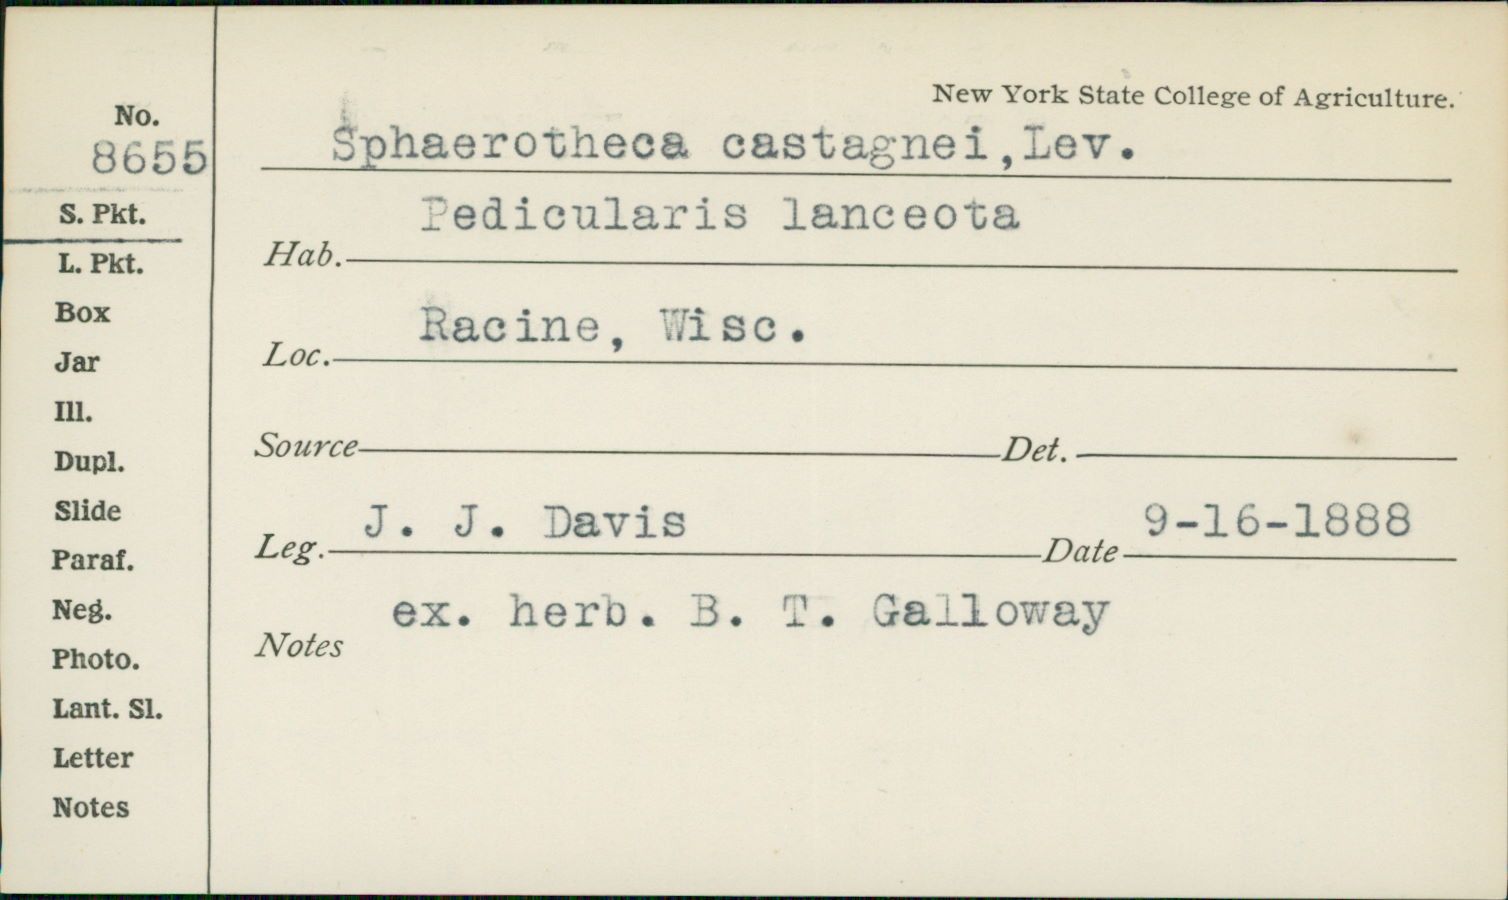 New York State College of Agriculture.
No.
8655
Sphaerotheca castagnei,Lev.
S. Pkt.
Pedicularis lanceota
Hab.
L. Pkt.
Box
Racine, Wisc.
Loc.
Jar
Ill.
Dupl.
Source Det.
Slide
J. J. Davis 9-16-1888
Leg. Date
Paraf.
Neg.
ex. herb. B. T. Galloway
Notes
Photo.
Lant. Sl.
Letter
Notes